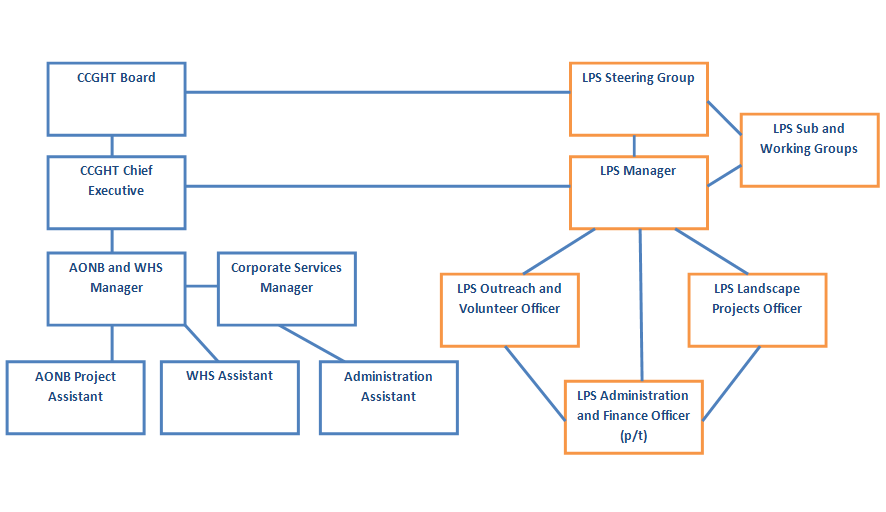 CCGHT Board
LPS Steering Group
LPS Sub and
Working Groups
CCGHT Chief
Executive
LPS Manager
AONB and WHS
Manager
Corporate Services
Manager
LPS Outreach and
Volunteer Officer
LPS Landscape
Projects Officer
AONB Project
Assistant
WHS Assistant
Administration
Assistant
LPS Administration
and Finance Officer
(p/t)